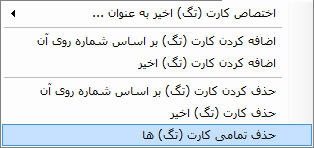 اختصاص کارت (تگ) اخیر به عنوان ...
اضافه کردن کارت (تگ) بر اساس شماره روی آن
اضافه کردن کارت (تگ) اخیر
حذف کردن کارت (تگ) بر اساس شماره روی آن
حذف کارت (تگ) اخیر
حذف تمامی کارت (تگ) ها